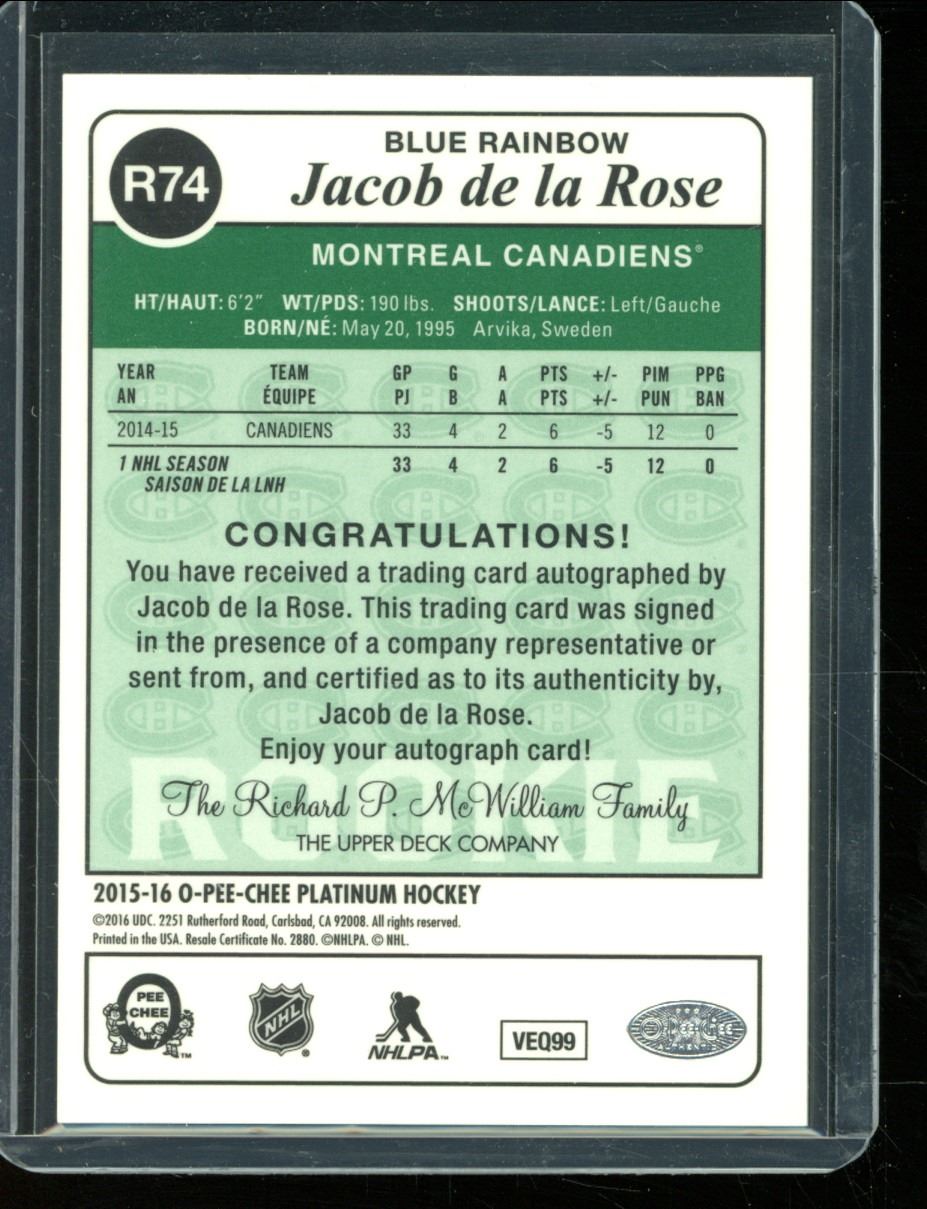 R74
BLUE RAINBOW
Jacob de la Rose
MONTREAL CANADIENS®
HT/HAUT: 6'2" WT/PDS: 190 lbs. SHOOTS/LANCE: Left/Gauche
BORN/NÉ: May 20, 1995 Arvika, Sweden
YEAR TEAM GP G A PTS +/- PIM PPG
AN ÉQUIPE PJ B A PTS +/- PUN BAN
2014-15 CANADIENS 33 4 2 6 -5 12 0
1 NHL SEASON 33 4 2 6 -5 12 0
SAISON DE LA LNH
CONGRATULATIONS!
You have received a trading card autographed by
Jacob de la Rose. This trading card was signed
in the presence of a company representative or
sent from, and certified as to its authenticity by,
Jacob de la Rose.
Enjoy your autograph card!
ROOKIE
The Richard P. McWilliam Family
THE UPPER DECK COMPANY
2015-16 O-PEE-CHEE PLATINUM HOCKEY
©2016 UDC. 2251 Rutherford Road, Carlsbad, CA 92008. All rights reserved.
Printed in the USA. Resale Certificate No. 2880. ©NHLPA. © NHL.
O PEE CHEE ™
NHL ®
NHLPA™
VEQ99